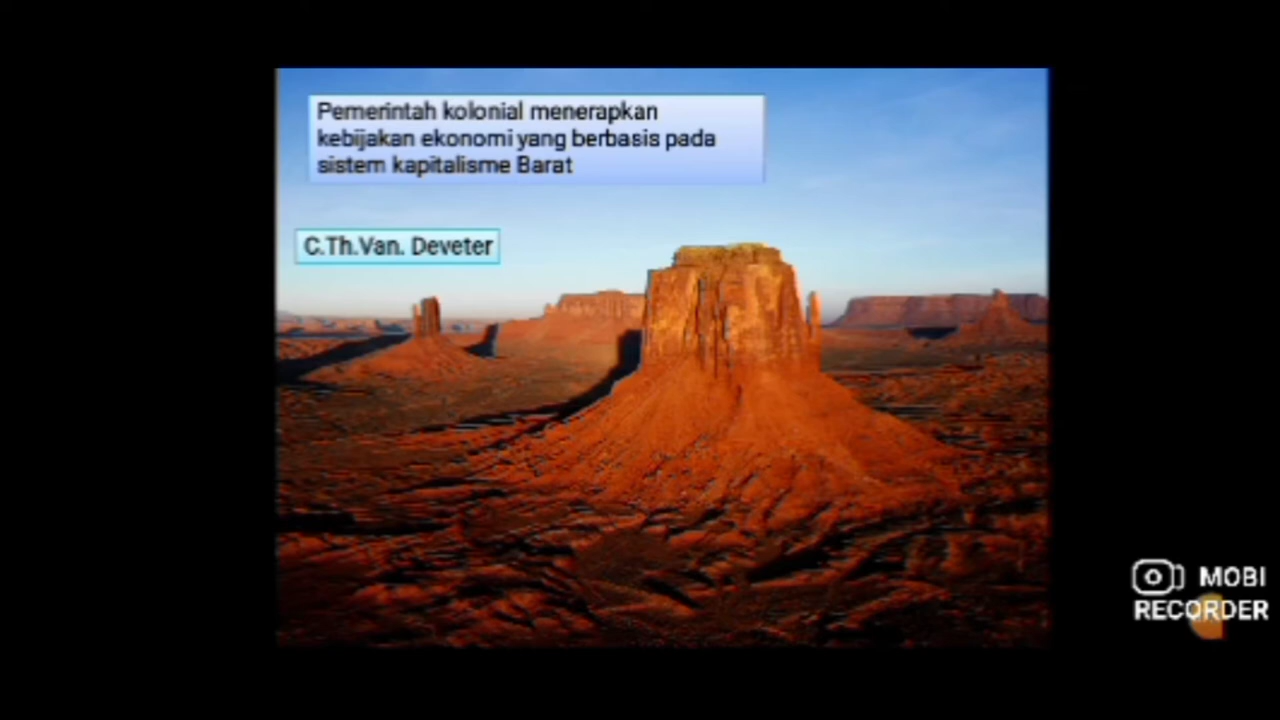 Pemerintah kolonial menerapkan
kebijakan ekonomi yang berbasis pada
sistem kapitalisme Barat
C.Th.Van. Deveter
MOBI
RECORDER